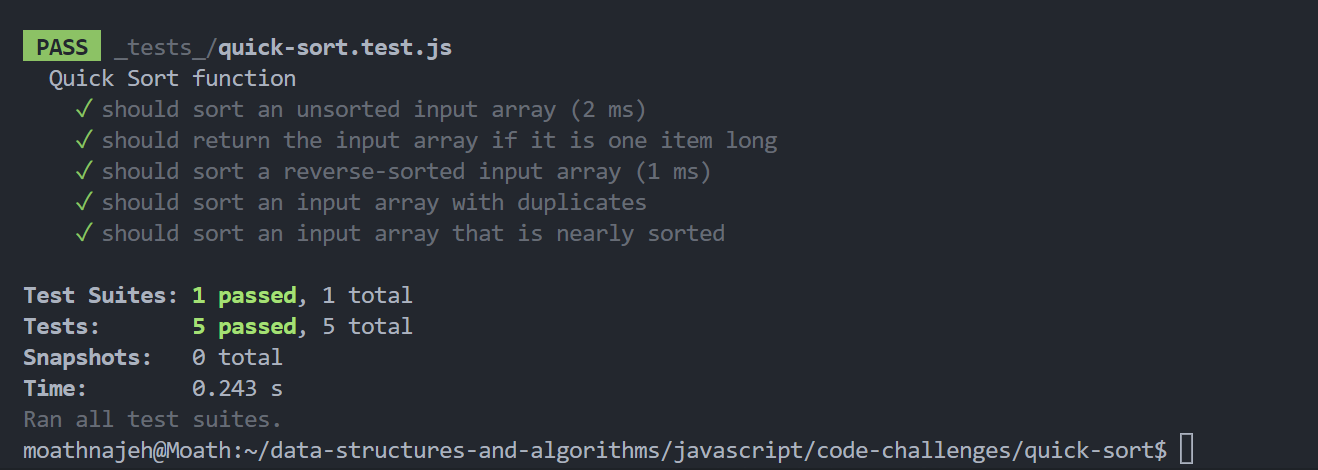 PASS _tests_/quick-sort.test.js
Quick Sort function
✓ should sort an unsorted input array (2 ms)
✓ should return the input array if it is one item long
✓ should sort a reverse-sorted input array (1 ms)
✓ should sort an input array with duplicates
✓ should sort an input array that is nearly sorted
Test Suites: 1 passed, 1 total
Tests: 5 passed, 5 total
Snapshots: 0 total
Time: 0.243 s
Ran all test suites.
moathnajeh@Moath:~/data-structures-and-algorithms/javascript/code-challenges/quick-sort$